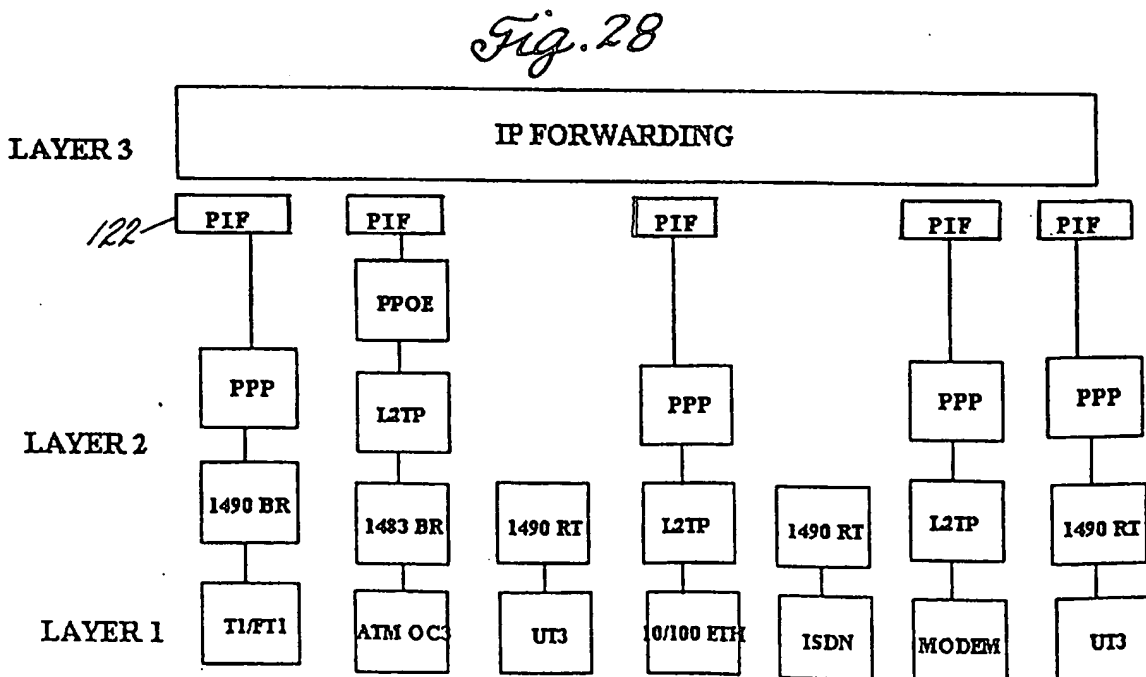 Fig. 28
IP FORWARDING
LAYER 3
122
PIF PIF PIF PIF PIF
PPOE
PPP L2TP PPP PPP PPP
LAYER 2
1490 BR 1483 BR 1490 RT L2TP 1490 RT L2TP 1490 RT
LAYER 1
T1/FT1 ATM OC3 UT3 10/100 ETH ISDN MODEM UT3